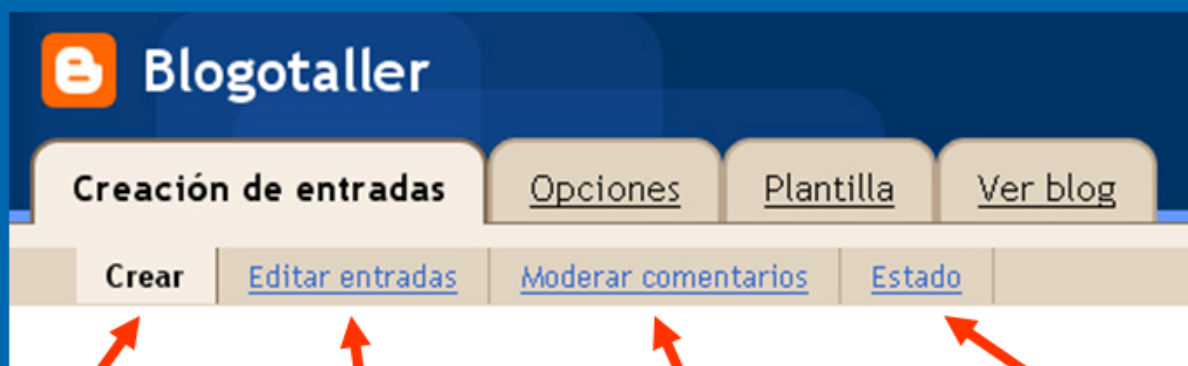 Blogotaller
Creación de entradas Opciones Plantilla Ver blog
Crear Editar entradas Moderar comentarios Estado